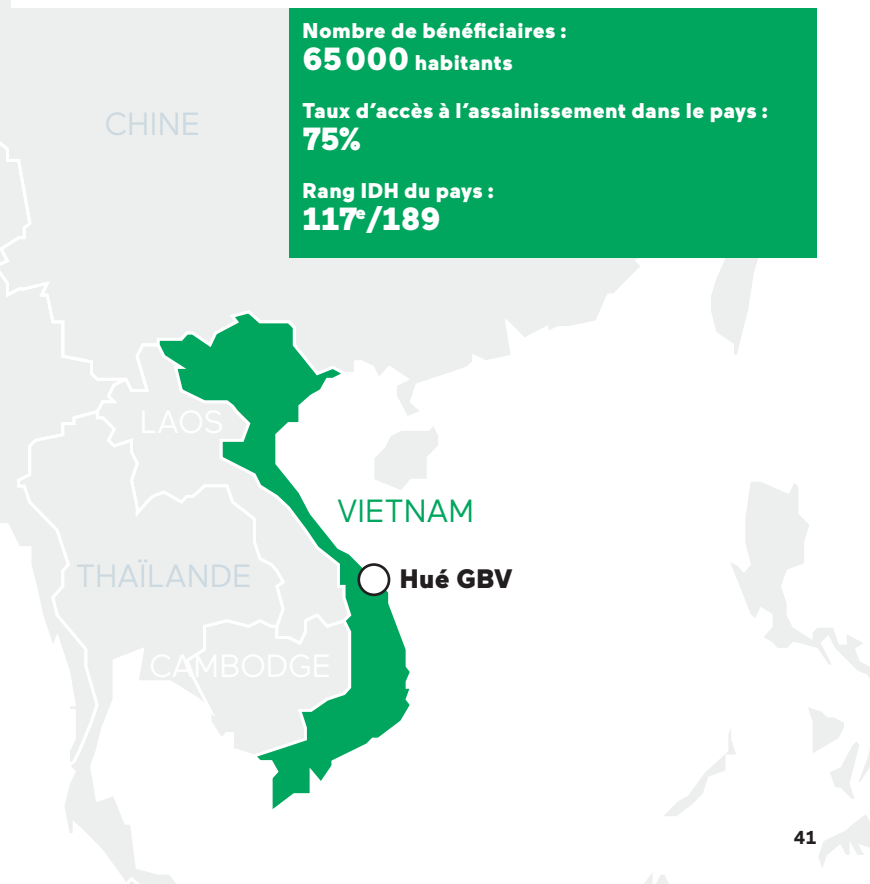 Nombre de bénéficiaires :
65 000 habitants
Taux d’accès à l’assainissement dans le pays :
75%
Rang IDH du pays :
117e/189
CHINE
LAOS
VIETNAM
THAÏLANDE
Hué GBV
CAMBODGE
41